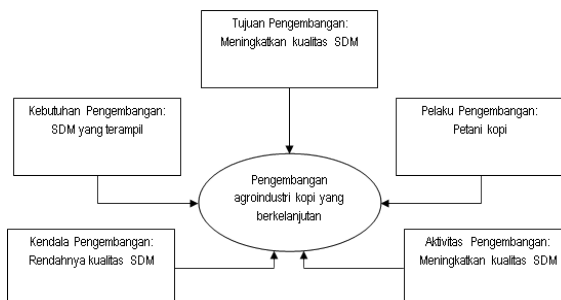 Tujuan Pengembangan:
Meningkatkan kualitas SDM
Kebutuhan Pengembangan:
SDM yang terampil
Pelaku Pengembangan:
Petani kopi
Pengembangan
agroindustri kopi yang
berkelanjutan
Kendala Pengembangan:
Rendahnya kualitas SDM
Aktivitas Pengembangan:
Meningkatkan kualitas SDM